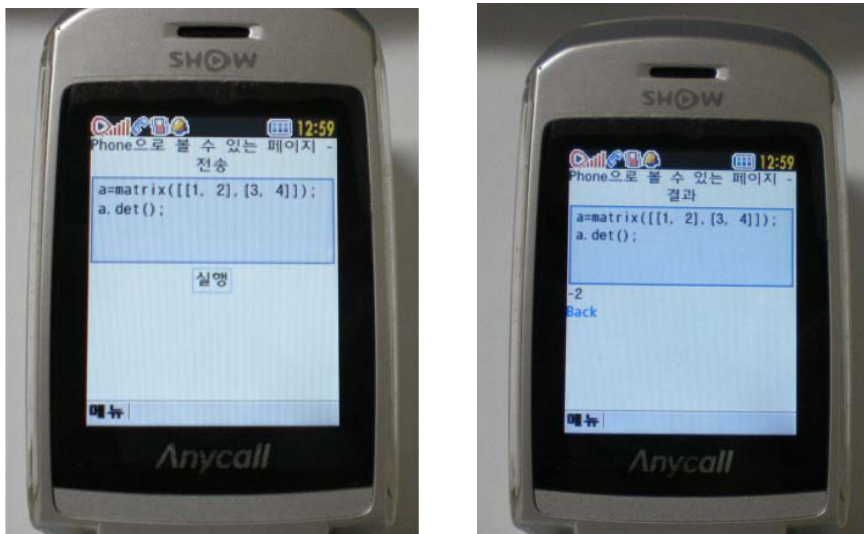 SHOW
12:59
Phone으로 볼 수 있는 페이지 -
전송
a=matrix([[1, 2],[3, 4]]);
a.det();
실행
메뉴
Anycall
SHOW
12:59
Phone으로 볼 수 있는 페이지 -
결과
a=matrix([[1, 2],[3, 4]]);
a.det();
-2
Back
메뉴
Anycall